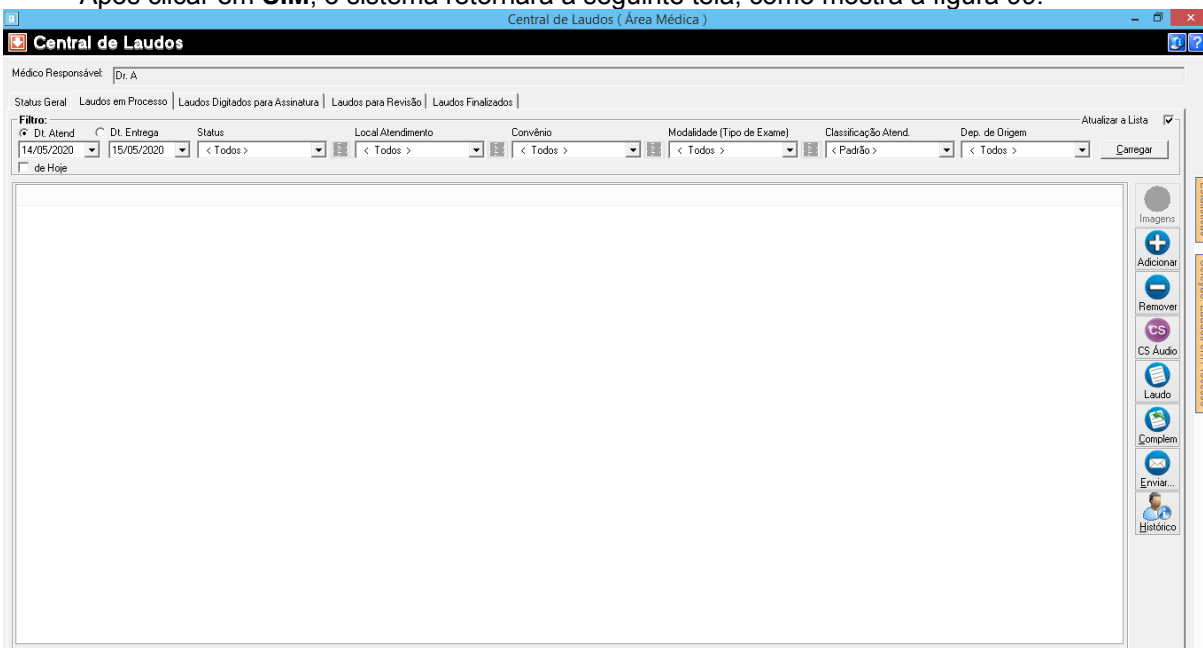 Após clicar em SIM, o sistema retornará a seguinte tela, como mostra a figura
Central de Laudos ( Área Médica )
Central de Laudos
Médico Responsável: Dr. A
Status Geral Laudos em Processo Laudos Digitados para Assinatura Laudos para Revisão Laudos Finalizados
Filtro: Atualizar a Lista
Dt. Atend Dt. Entrega Status Local Atendimento Convênio Modalidade (Tipo de Exame) Classificação Atend. Dep. de Origem
14/05/2020 15/05/2020 < Todos > < Todos > < Todos > < Todos > < Padrão > < Todos > Carregar
de Hoje
Imagens
Adicionar
Remover
CS
CS Áudio
Laudo
Complem
Enviar...
Histórico